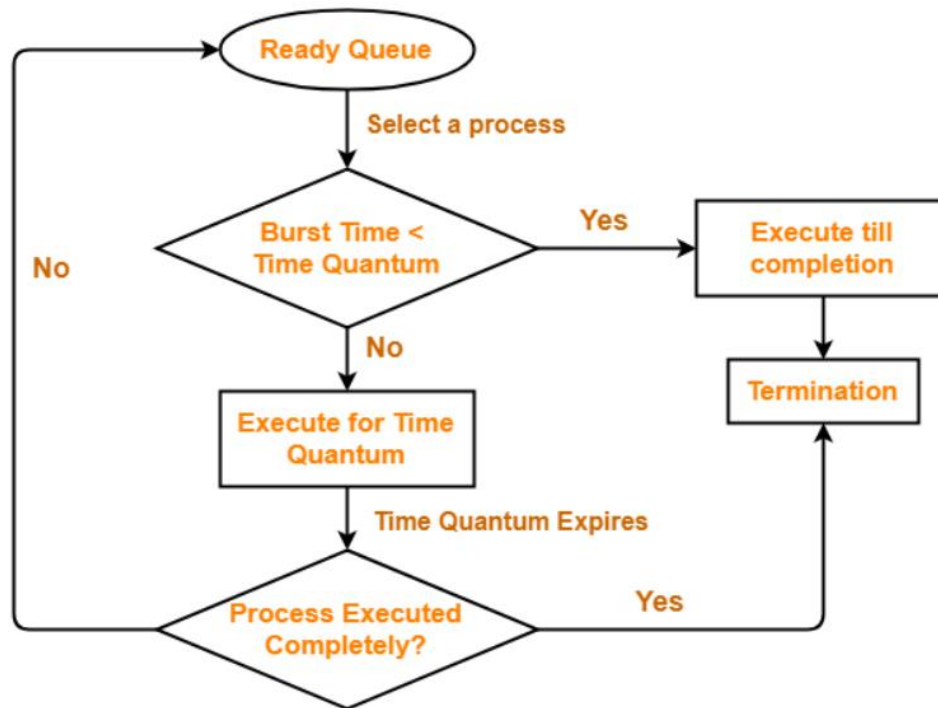 Ready Queue
Select a process
Burst Time <
Time Quantum
Yes
Execute till
completion
No
No
Termination
Execute for Time
Quantum
Time Quantum Expires
Process Executed
Completely?
Yes